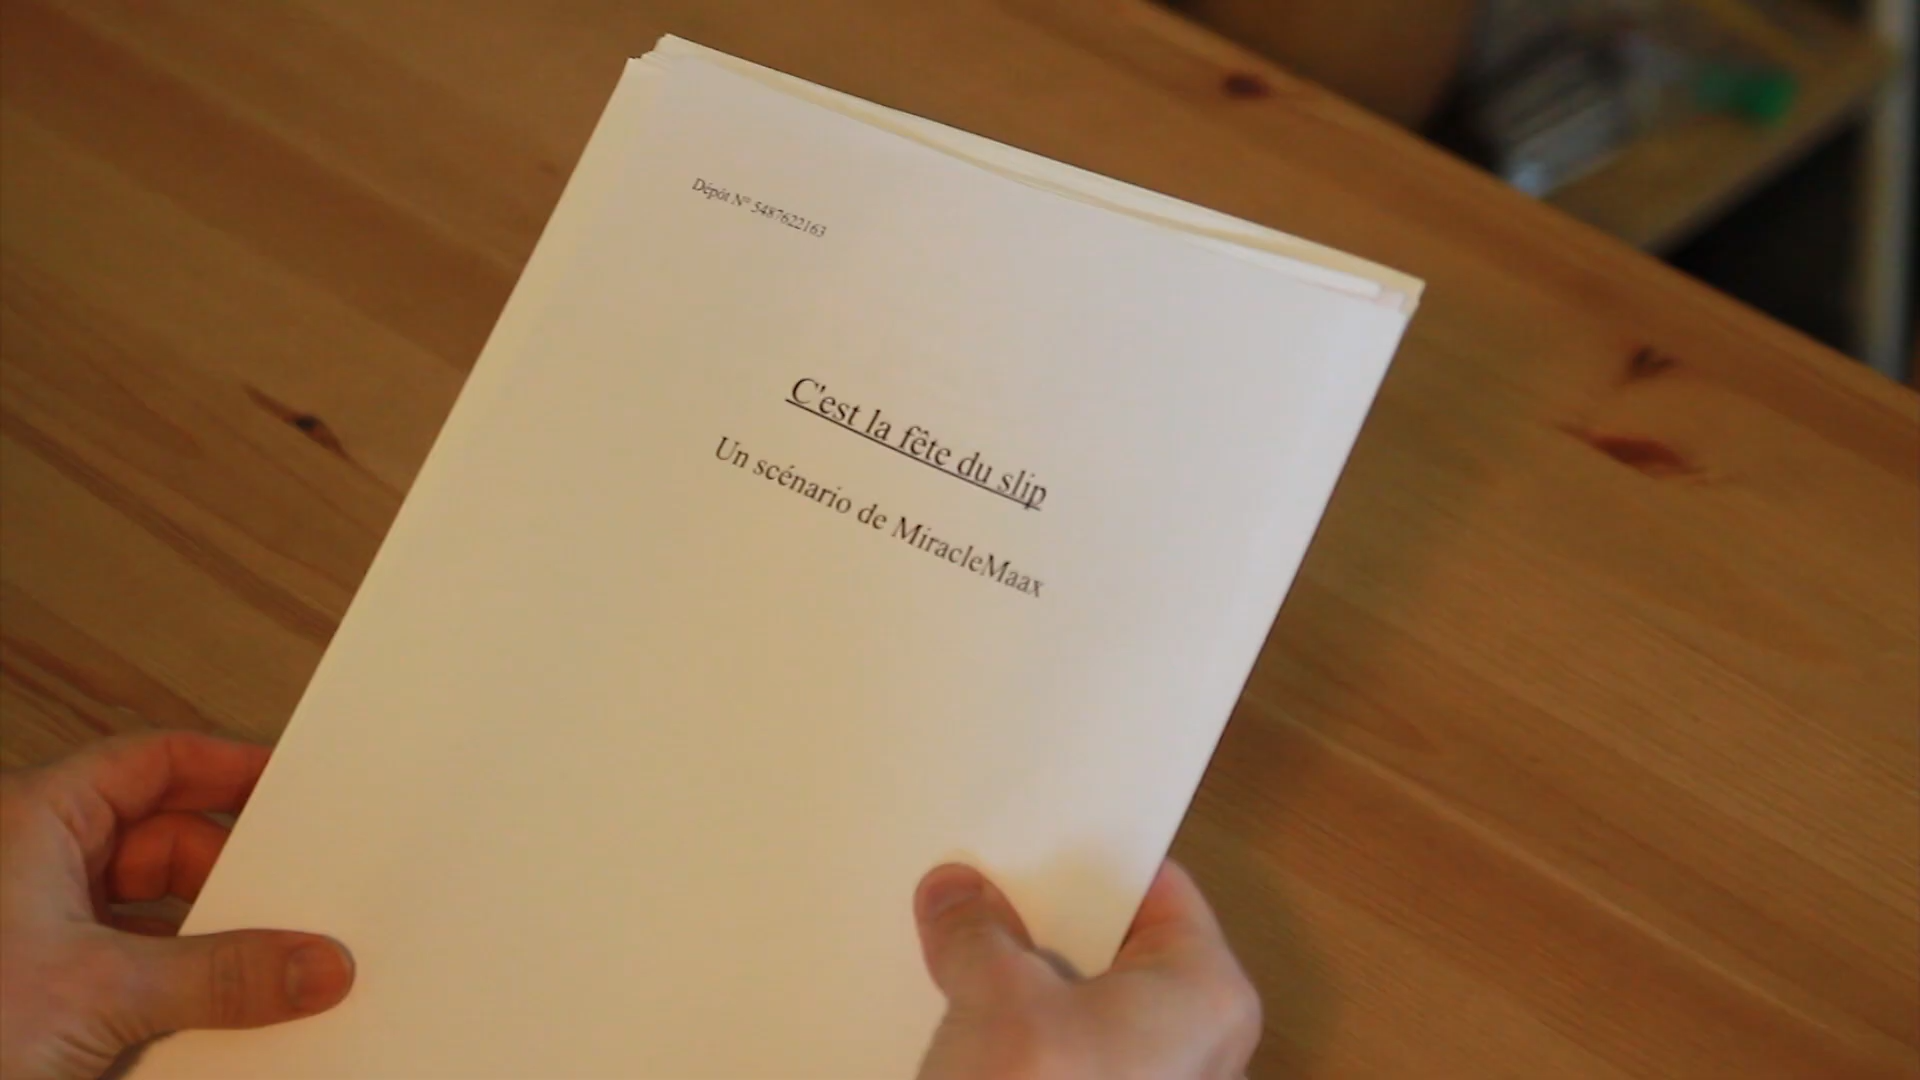 Dépôt N° 5487622163
C'est la fête du slip
Un scénario de MiracleMaax